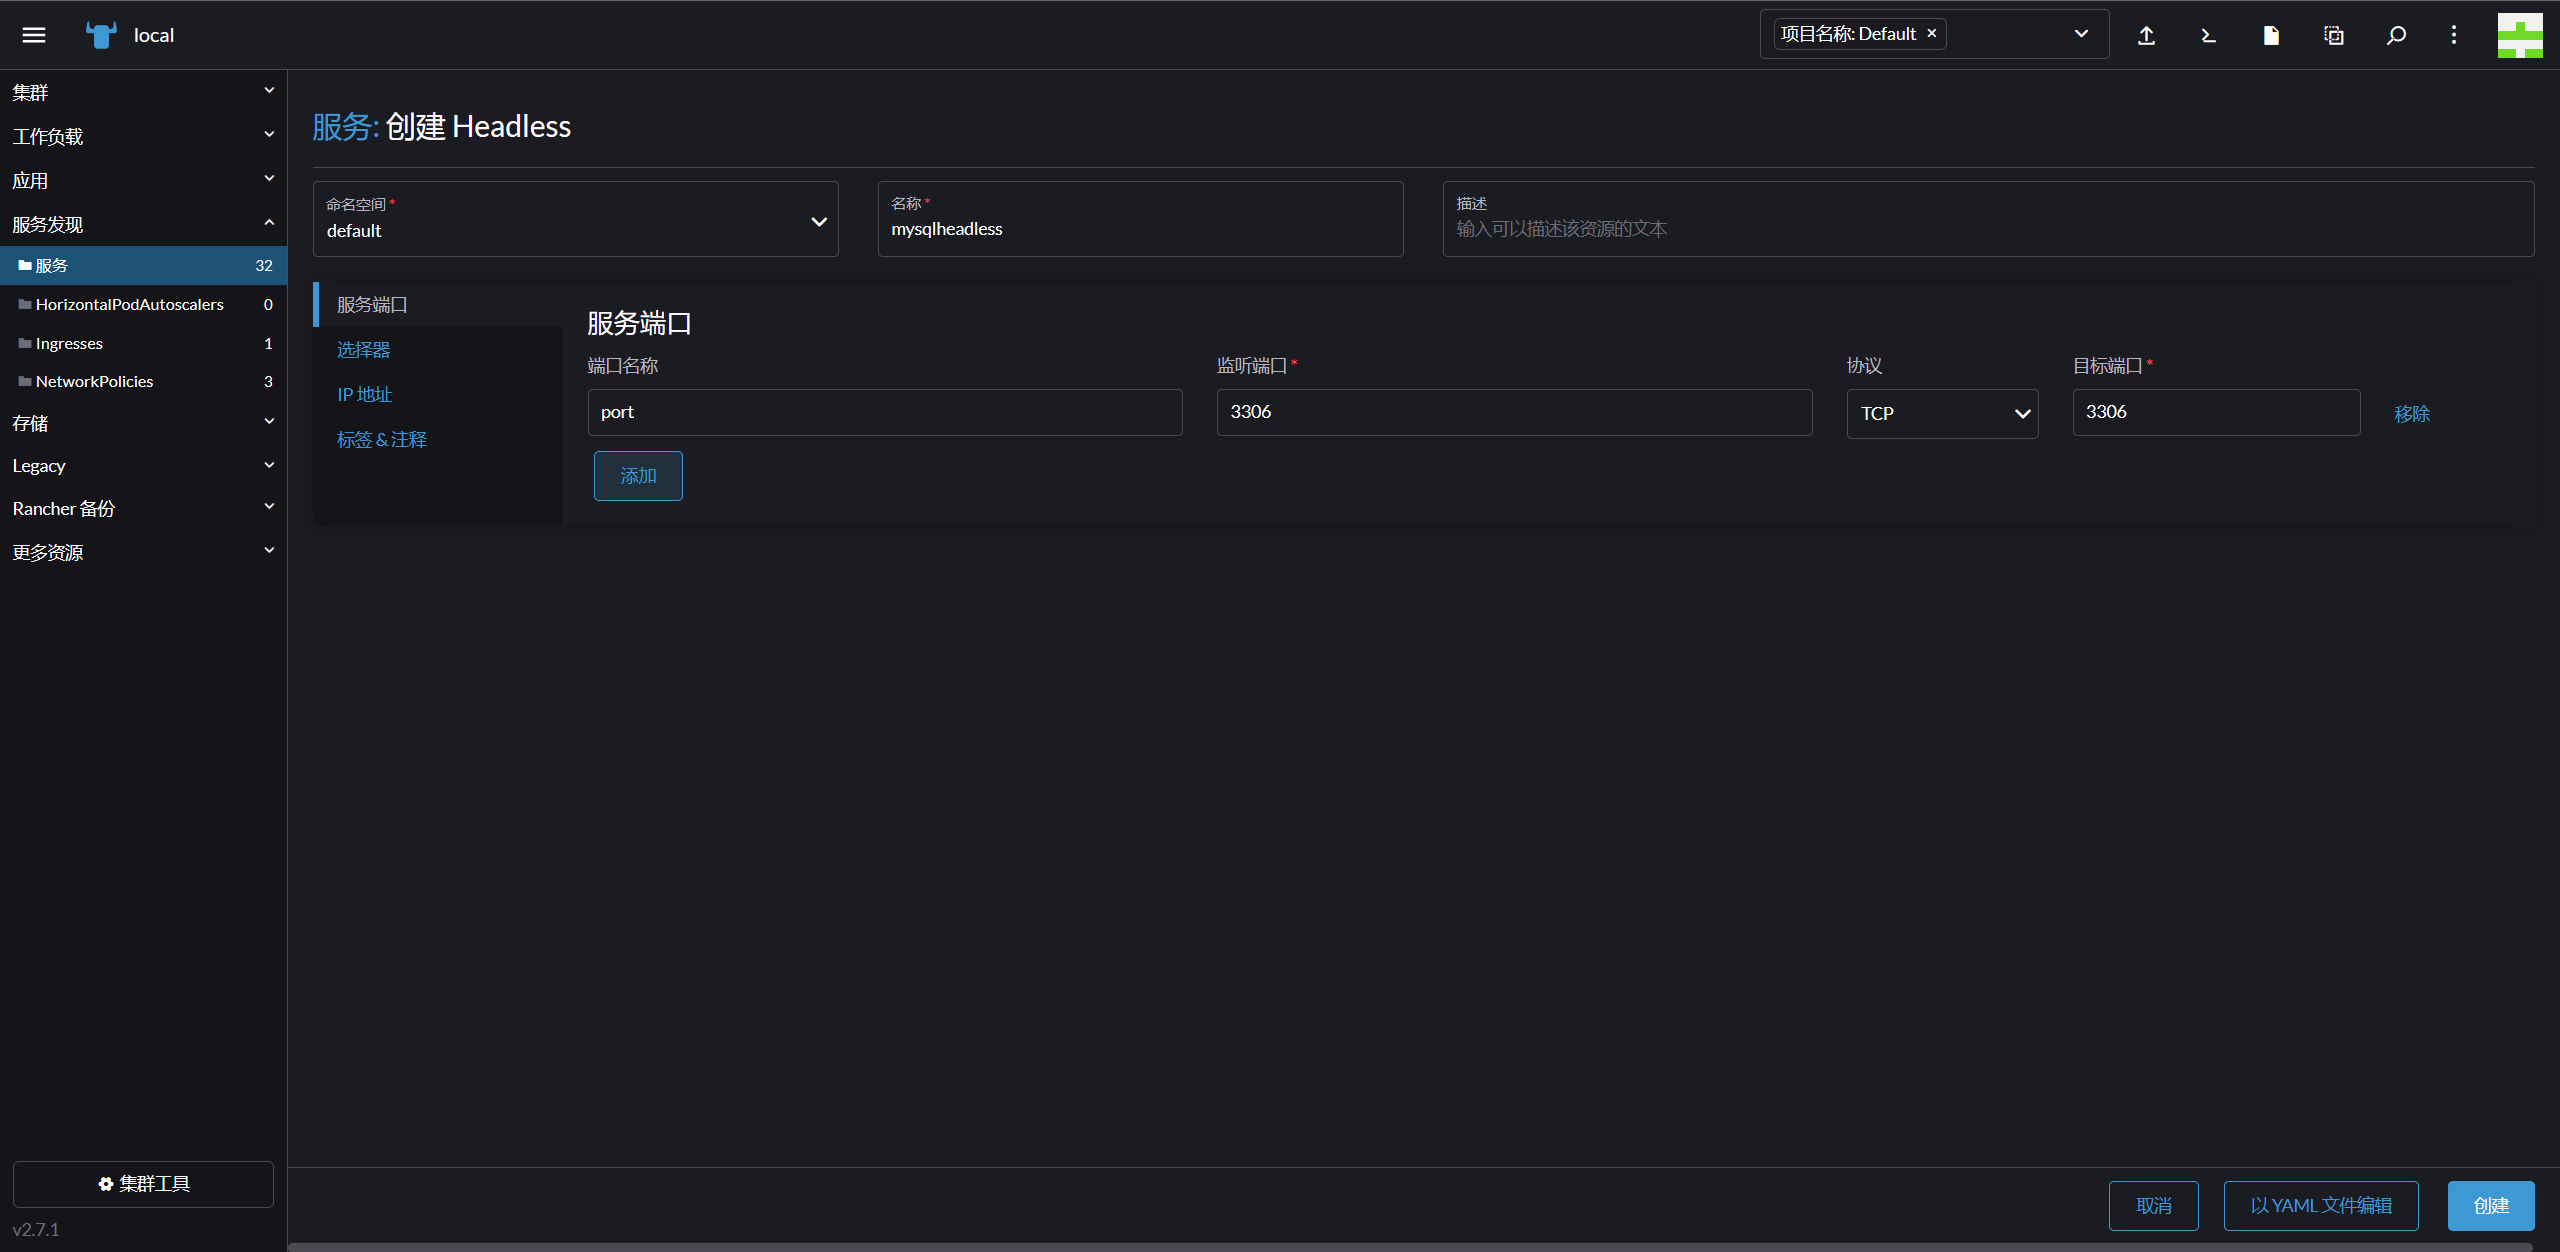 local
项目名称: Default ×
集群
工作负载
应用
服务发现
服务 32
HorizontalPodAutoscalers 0
Ingresses 1
NetworkPolicies 3
存储
Legacy
Rancher 备份
更多资源
集群工具
v2.7.1
服务: 创建 Headless
命名空间 *
default
名称 *
mysqlheadless
描述
输入可以描述该资源的文本
服务端口
选择器
IP 地址
标签 & 注释
服务端口
端口名称 监听端口 * 协议 目标端口 *
port 3306 TCP 3306 移除
添加
取消 以 YAML 文件编辑 创建